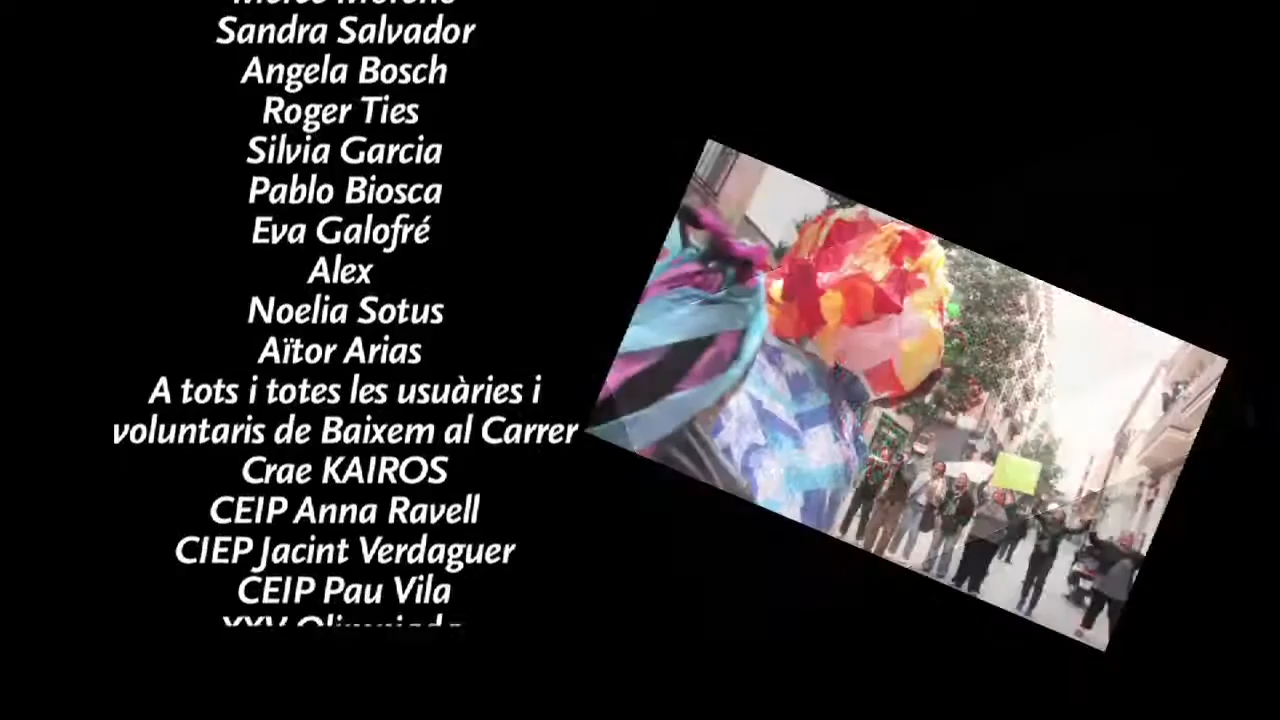 Sandra Salvador
Angela Bosch
Roger Ties
Silvia Garcia
Pablo Biosca
Eva Galofré
Alex
Noelia Sotus
Aïtor Arias
A tots i totes les usuàries i
voluntaris de Baixem al Carrer
Crae KAIROS
CEIP Anna Ravell
CIEP Jacint Verdaguer
CEIP Pau Vila